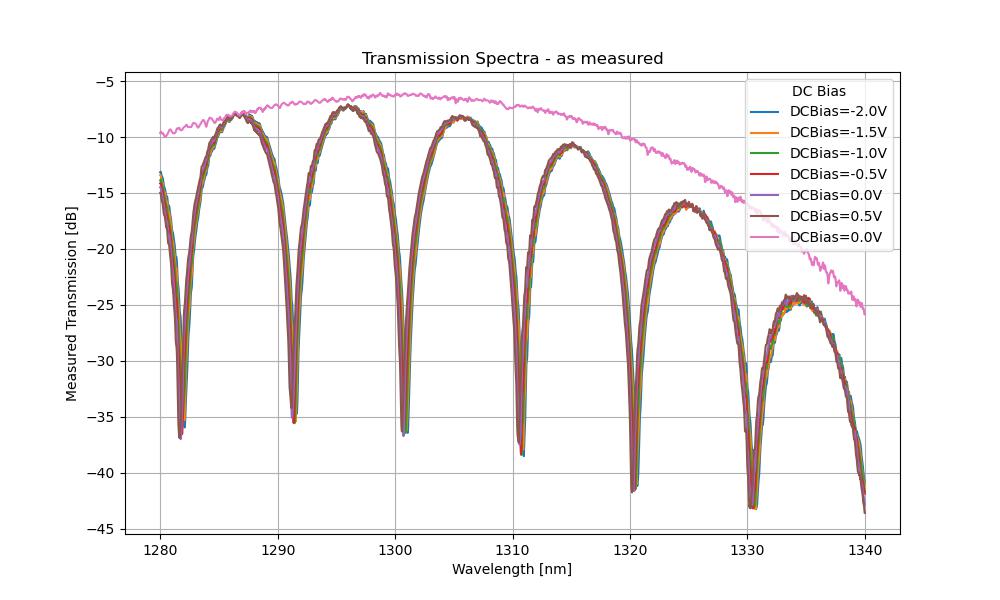 Transmission Spectra - as measured
Measured Transmission [dB]
−5
−10
−15
−20
−25
−30
−35
−40
−45
1280
1290
1300
1310
1320
1330
1340
Wavelength [nm]
DC Bias
DCBias=-2.0V
DCBias=-1.5V
DCBias=-1.0V
DCBias=-0.5V
DCBias=0.0V
DCBias=0.5V
DCBias=0.0V